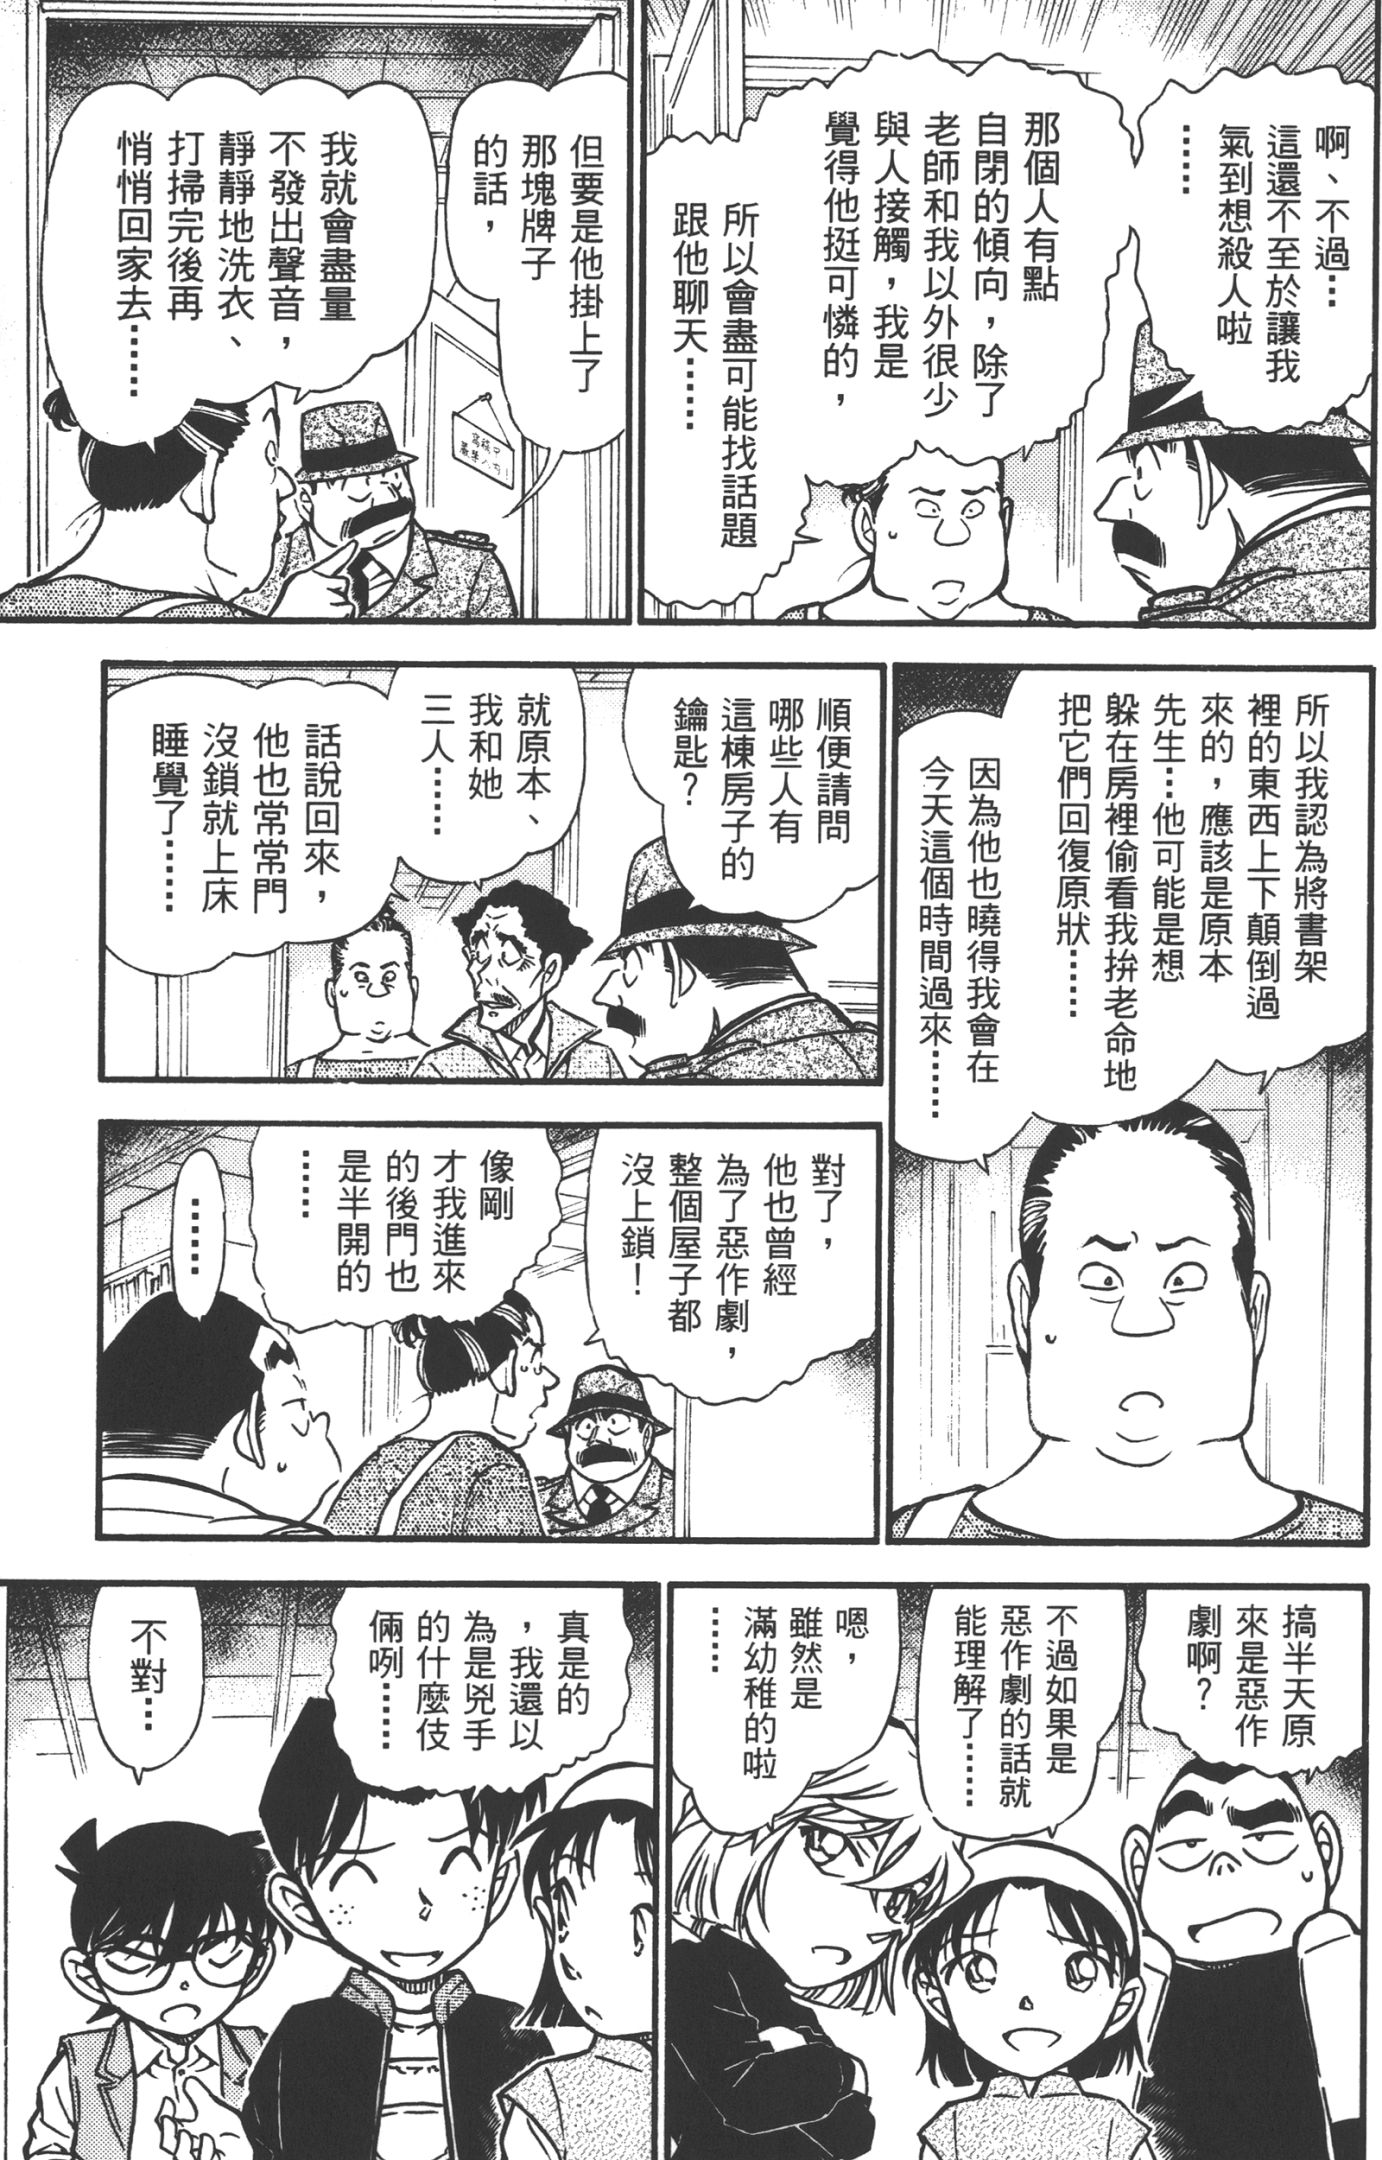 啊、不過⋯
這還不至於讓我
氣到想殺人啦
⋯⋯
那個人有點
自閉的傾向，除了
老師和我以外很少
與人接觸，我是
覺得他挺可憐的，
所以會盡可能找話題
跟他聊天⋯⋯
但要是他掛上了
那塊牌子
的話，
我就會盡量
不發出聲音，
靜靜地洗衣、
打掃完後再
悄悄回家去⋯⋯
所以我認為將書架
裡的東西上下顛倒過
來的，應該是原本
先生⋯他可能是想
躲在房裡偷看我拚老命地
把它們回復原狀⋯⋯
因為他也曉得我會在
今天這個時間過來⋯⋯
順便請問
哪些人有
這棟房子的
鑰匙？
就原本、
我和她
三人⋯⋯
話說回來，
他也常常門
沒鎖就上床
睡覺了⋯⋯
對了，
他也曾經
為了惡作劇，
整個屋子都
沒上鎖！
像剛
才我進來
的後門也
是半開的
⋯⋯
⋯⋯
搞半天原
來是惡作
劇啊？
不過如果是
惡作劇的話就
能理解了⋯⋯
嗯，
雖然是
滿幼稚的啦
⋯⋯
真是的
，我還以
為是兇手
的什麼伎
倆咧⋯⋯
不對⋯